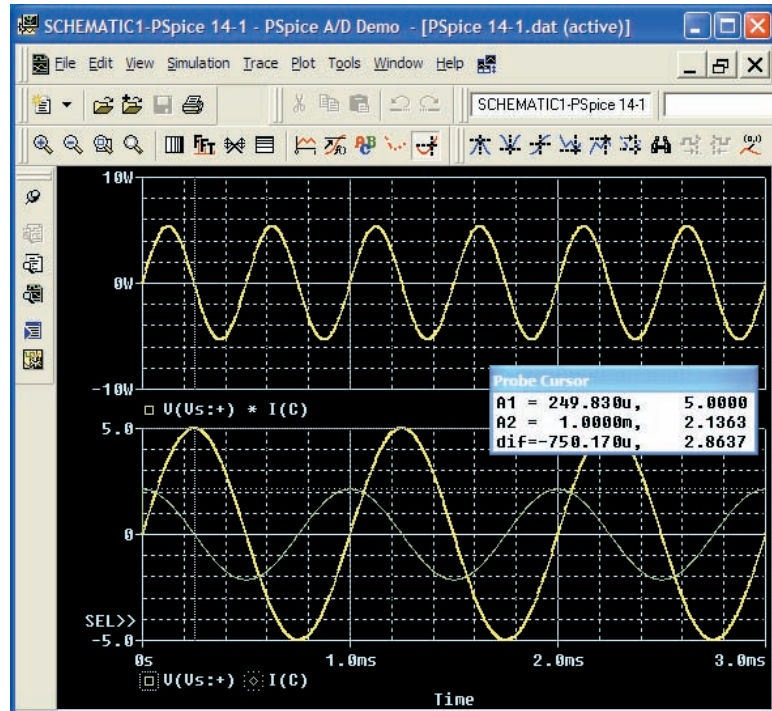 SCHEMATIC1-PSpice 14-1 - PSpice A/D Demo - [PSpice 14-1.dat (active)]
File Edit View Simulation Trace Plot Tools Window Help
SCHEMATIC1-PSpice 14-1
FFT
10W
0W
-10W
V(Vs:+) * I(C)
Probe Cursor
A1 = 249.830u, 5.0000
A2 = 1.0000m, 2.1363
dif=-750.170u, 2.8637
5.0
0
SEL>>
-5.0
0s 1.0ms 2.0ms 3.0ms
V(Vs:+) I(C)
Time